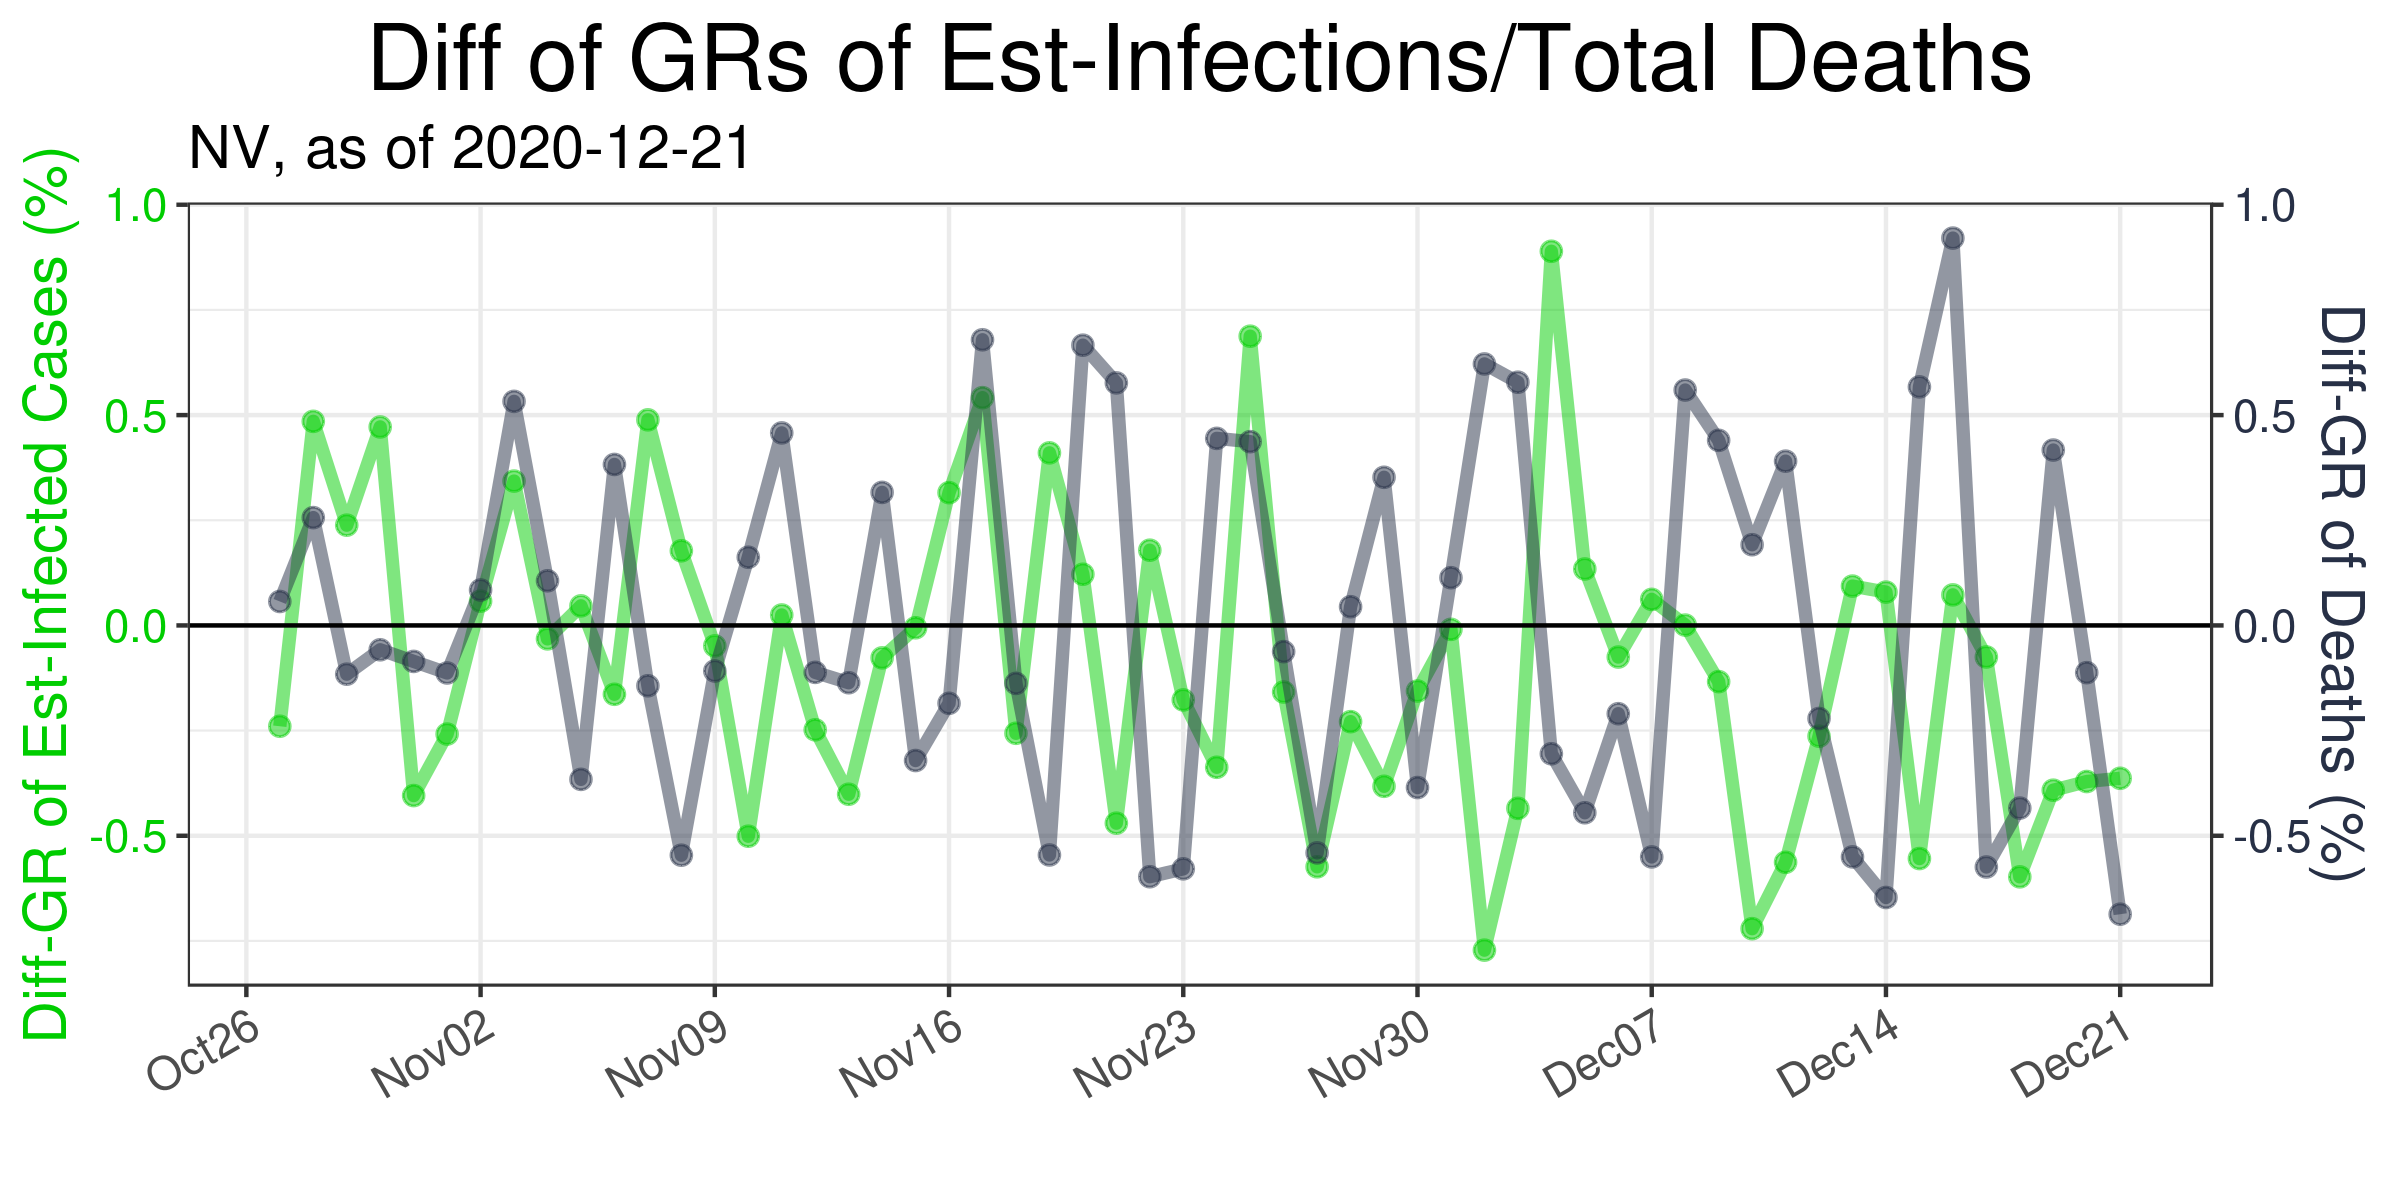 Diff of GRs of Est-Infections/Total Deaths
NV, as of 2020-12-21
Diff-GR of Est-Infected Cases (%)
1.0
0.5
0.0
-0.5
1.0
0.5
0.0
-0.5
Diff-GR of Deaths (%)
Oct26
Nov02
Nov09
Nov16
Nov23
Nov30
Dec07
Dec14
Dec21